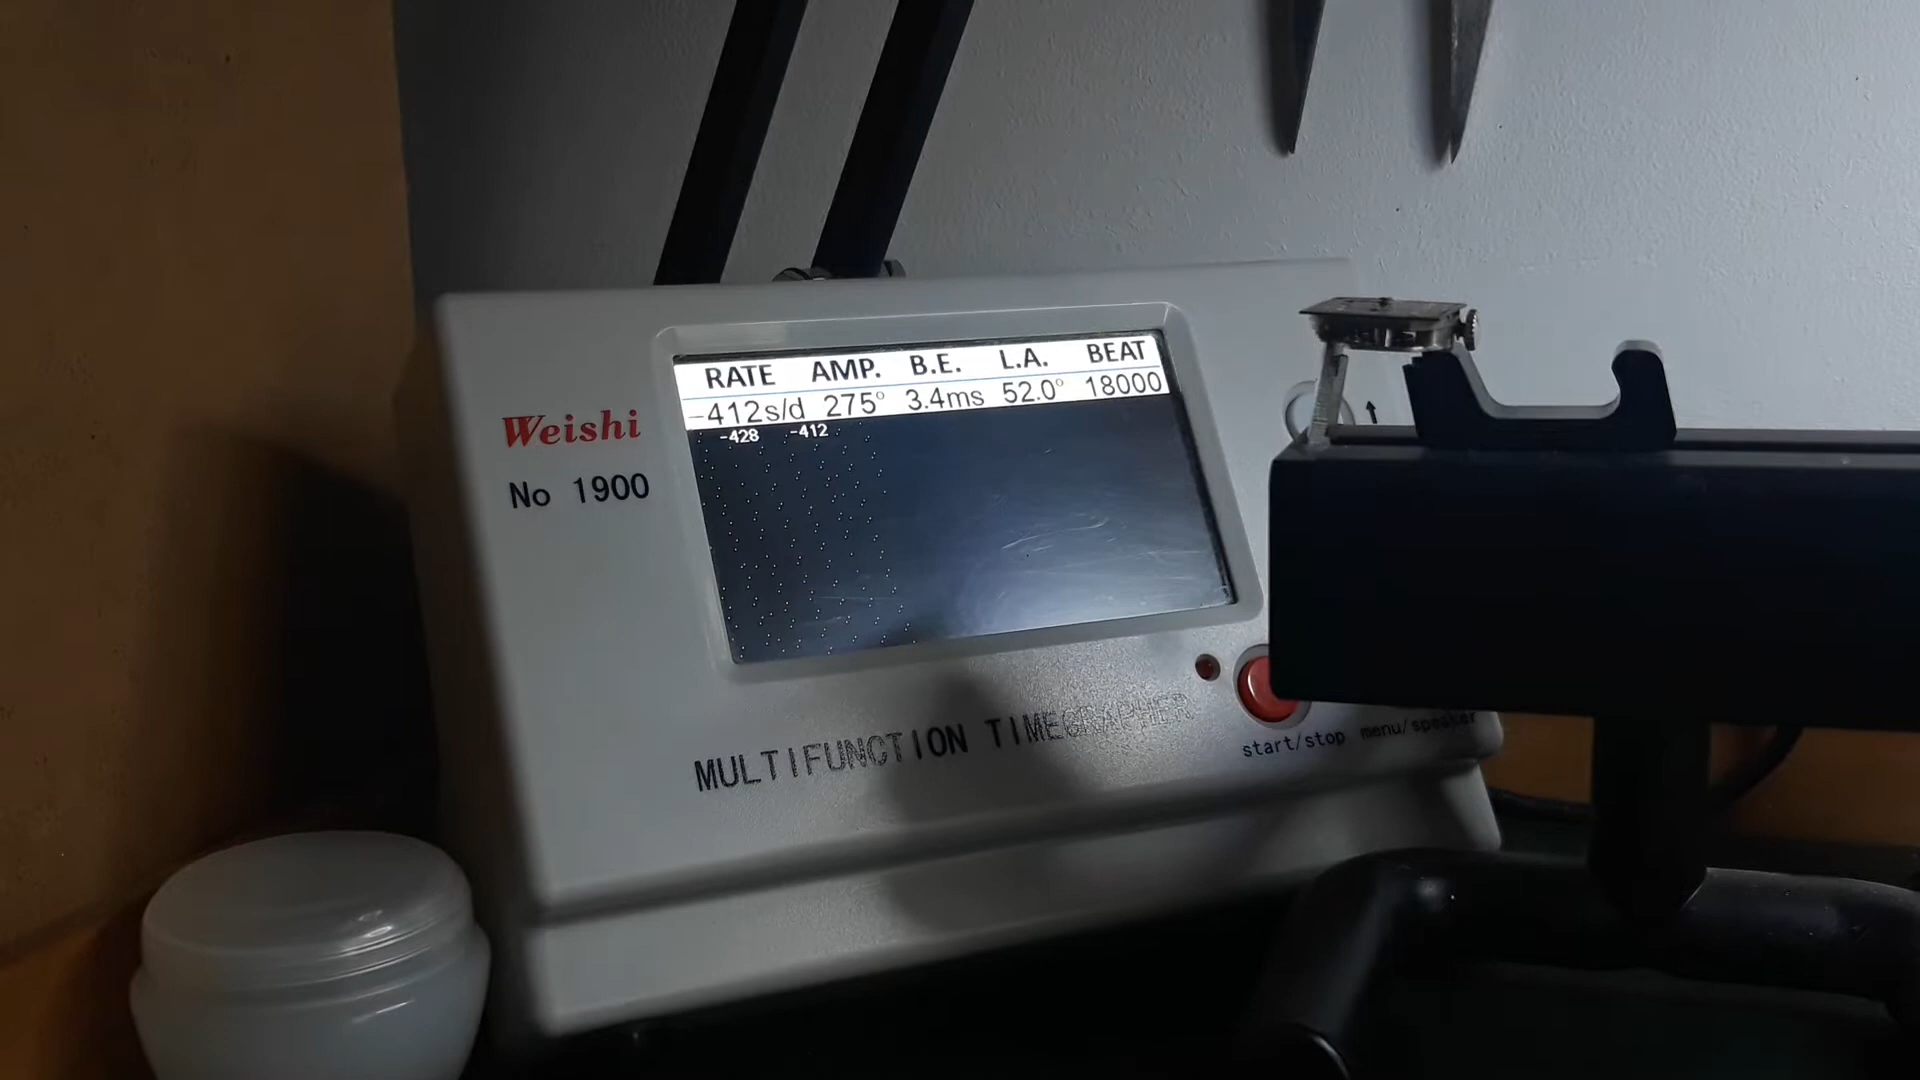 RATE AMP. B.E. L.A. BEAT
-412s/d 275° 3.4ms 52.0° 18000
-428 -412
Weishi
No 1900
MULTIFUNCTION TIMEGRAPHER
start/stop menu/speaker